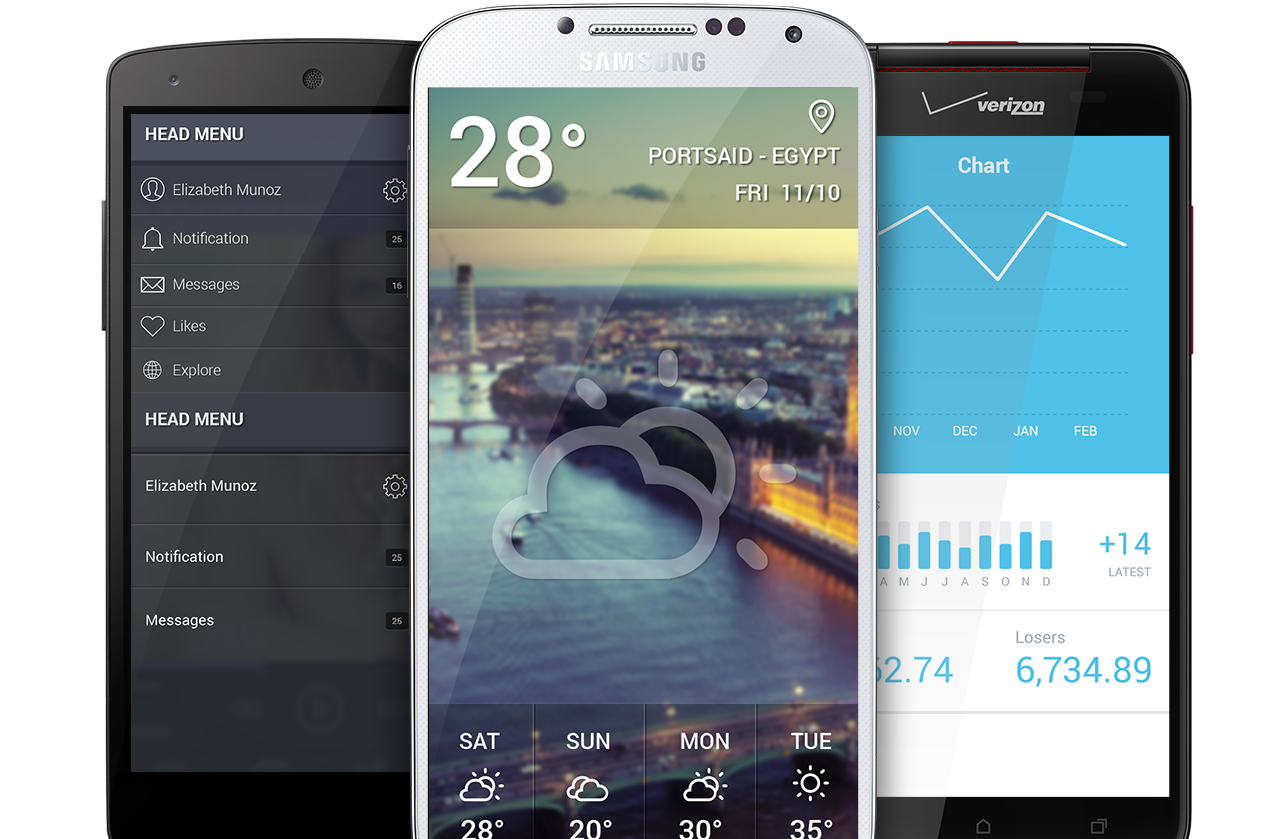 HEAD MENU
Elizabeth Munoz
Notification 25
Messages 16
Likes
Explore
HEAD MENU
Elizabeth Munoz
Notification 25
Messages 25
SAMSUNG
28°
PORTSAID - EGYPT
FRI 11/10
SAT SUN MON TUE
28° 20° 30° 35°
verizon
Chart
NOV DEC JAN FEB
A M J J A S O N D
+14
LATEST
Losers
2.74 6,734.89